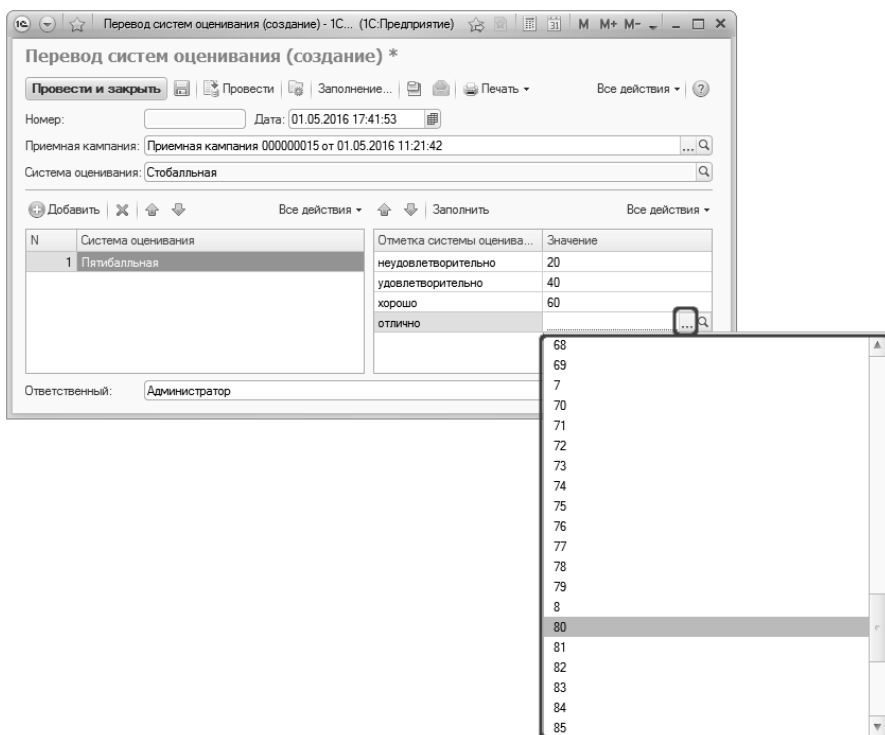 Перевод систем оценивания (создание) - 1С... (1С:Предприятие) 31 M M+ M-
Перевод систем оценивания (создание) *
Провести и закрыть Провести Заполнение... Печать Все действия ?
Номер: Дата: 01.05.2016 17:41:53
Приемная кампания: Приемная кампания 000000015 от 01.05.2016 11:21:42 ...
Система оценивания: Стобалльная
Добавить Все действия Заполнить Все действия
N Система оценивания Отметка системы оценива... Значение
1 Пятибалльная неудовлетворительно 20
удовлетворительно 40
хорошо 60
отлично ...
68
69
7
70
Ответственный: Администратор
71
72
73
74
75
76
77
78
79
8
80
81
82
83
84
85